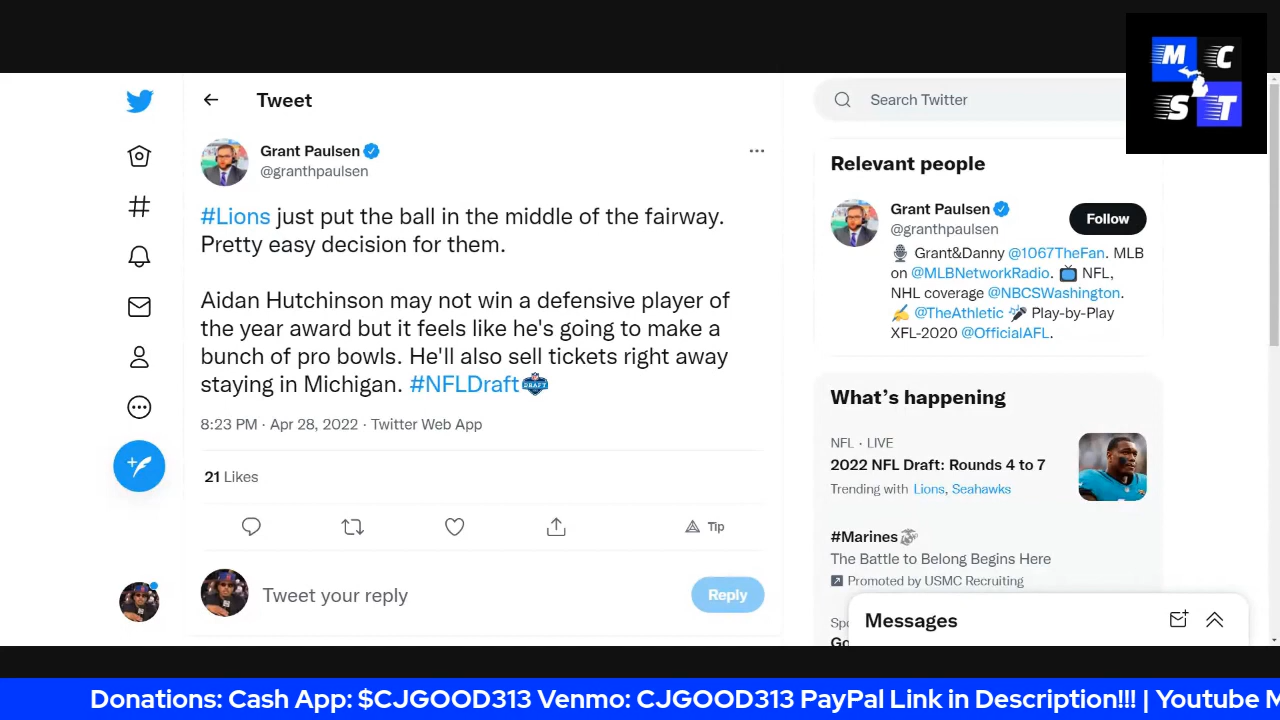 M C
S T
Tweet
Search Twitter
Grant Paulsen
@granthpaulsen
#Lions just put the ball in the middle of the fairway.
Pretty easy decision for them.
Aidan Hutchinson may not win a defensive player of
the year award but it feels like he's going to make a
bunch of pro bowls. He'll also sell tickets right away
staying in Michigan. #NFLDraft
8:23 PM · Apr 28, 2022 · Twitter Web App
21 Likes
Tip
Tweet your reply
Reply
Relevant people
Grant Paulsen
@granthpaulsen
Follow
Grant&Danny @1067TheFan. MLB
on @MLBNetworkRadio. NFL,
NHL coverage @NBCSWashington.
@TheAthletic Play-by-Play
XFL-2020 @OfficialAFL.
What's happening
NFL · LIVE
2022 NFL Draft: Rounds 4 to 7
Trending with Lions, Seahawks
#Marines
The Battle to Belong Begins Here
Promoted by USMC Recruiting
Messages
Donations: Cash App: $CJGOOD313 Venmo: CJGOOD313 PayPal Link in Description!!! | Youtube M